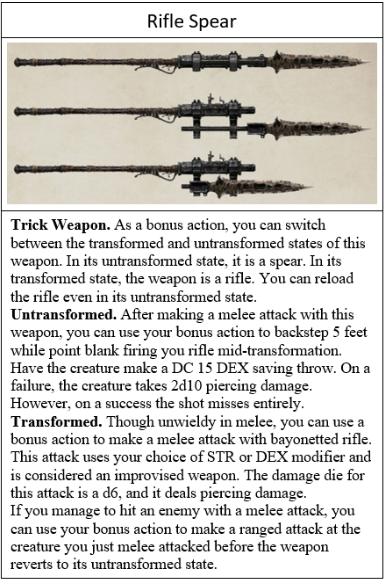 Rifle Spear
Trick Weapon. As a bonus action, you can switch
between the transformed and untransformed states of this
weapon. In its untransformed state, it is a spear. In its
transformed state, the weapon is a rifle. You can reload
the rifle even in its untransformed state.
Untransformed. After making a melee attack with this
weapon, you can use your bonus action to backstep 5 feet
while point blank firing you rifle mid-transformation.
Have the creature make a DC 15 DEX saving throw. On a
failure, the creature takes 2d10 piercing damage.
However, on a success the shot misses entirely.
Transformed. Though unwieldy in melee, you can use a
bonus action to make a melee attack with bayonetted rifle.
This attack uses your choice of STR or DEX modifier and
is considered an improvised weapon. The damage die for
this attack is a d6, and it deals piercing damage.
If you manage to hit an enemy with a melee attack, you
can use your bonus action to make a ranged attack at the
creature you just melee attacked before the weapon
reverts to its untransformed state.